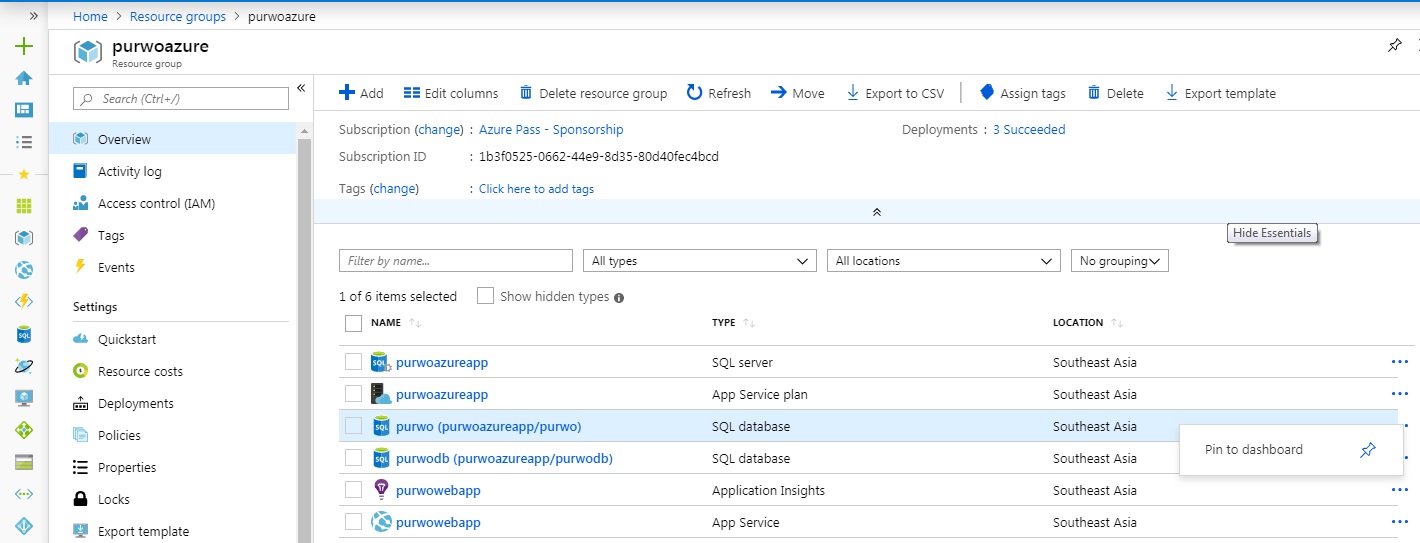 » Home > Resource groups > purwoazure
purwoazure
Resource group
«
Search (Ctrl+/)
Overview
Activity log
Access control (IAM)
Tags
Events
Settings
Quickstart
Resource costs
Deployments
Policies
Properties
Locks
Export template
Add Edit columns Delete resource group Refresh Move Export to CSV Assign tags Delete Export template
Subscription (change) : Azure Pass - Sponsorship Deployments : 3 Succeeded
Subscription ID : 1b3f0525-0662-44e9-8d35-80d40fec4bcd
Tags (change) : Click here to add tags
Hide Essentials
Filter by name... All types All locations No grouping
1 of 6 items selected Show hidden types
NAME TYPE LOCATION
SQL purwoazureapp SQL server Southeast Asia ...
purwoazureapp App Service plan Southeast Asia ...
SQL purwo (purwoazureapp/purwo) SQL database Southeast Asia
Pin to dashboard
SQL purwodb (purwoazureapp/purwodb) SQL database Southeast Asia
purwowebapp Application Insights Southeast Asia ...
purwowebapp App Service Southeast Asia ...
SQL